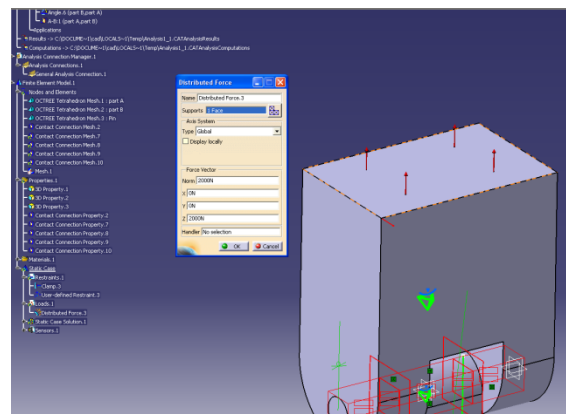 Angle.6 (part B,part A)
A-B.1 (part A,part B)
Applications
Results -> C:\DOCUME~1\cad\LOCALS~1\Temp\Analysis1_1.CATAnalysisResults
Computations -> C:\DOCUME~1\cad\LOCALS~1\Temp\Analysis1_1.CATAnalysisComputations
Analysis Connection Manager.1
Analysis Connections.1
General Analysis Connection.1
Finite Element Model.1
Nodes and Elements
OCTREE Tetrahedron Mesh.1 : part A
OCTREE Tetrahedron Mesh.2 : part B
OCTREE Tetrahedron Mesh.3 : Pin
Contact Connection Mesh.2
Contact Connection Mesh.7
Contact Connection Mesh.8
Contact Connection Mesh.9
Contact Connection Mesh.10
Mesh.1
Properties.1
3D Property.1
3D Property.2
3D Property.3
Contact Connection Property.2
Contact Connection Property.7
Contact Connection Property.8
Contact Connection Property.9
Contact Connection Property.10
Materials.1
Static Case
Restraints.1
Clamp.3
User-defined Restraint.3
Loads.1
Distributed Force.3
Static Case Solution.1
Sensors.1
Distributed Force
Name Distributed Force.3
Supports 1 Face
Axis System
Type Global
Display locally
Force Vector
Norm 2000N
X 0N
Y 0N
Z 2000N
Handler No selection
OK Cancel